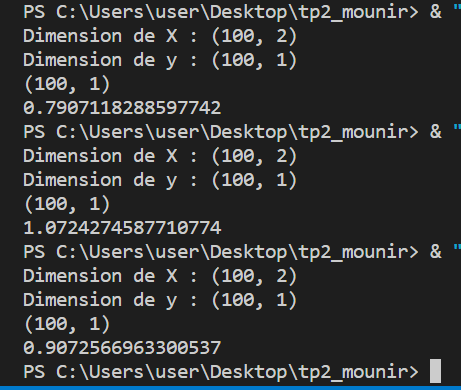 PS C:\Users\user\Desktop\tp2_mounir> & "
Dimension de X : (100, 2)
Dimension de y : (100, 1)
(100, 1)
0.7907118288597742
PS C:\Users\user\Desktop\tp2_mounir> & "
Dimension de X : (100, 2)
Dimension de y : (100, 1)
(100, 1)
1.0724274587710774
PS C:\Users\user\Desktop\tp2_mounir> & "
Dimension de X : (100, 2)
Dimension de y : (100, 1)
(100, 1)
0.9072566963300537
PS C:\Users\user\Desktop\tp2_mounir>